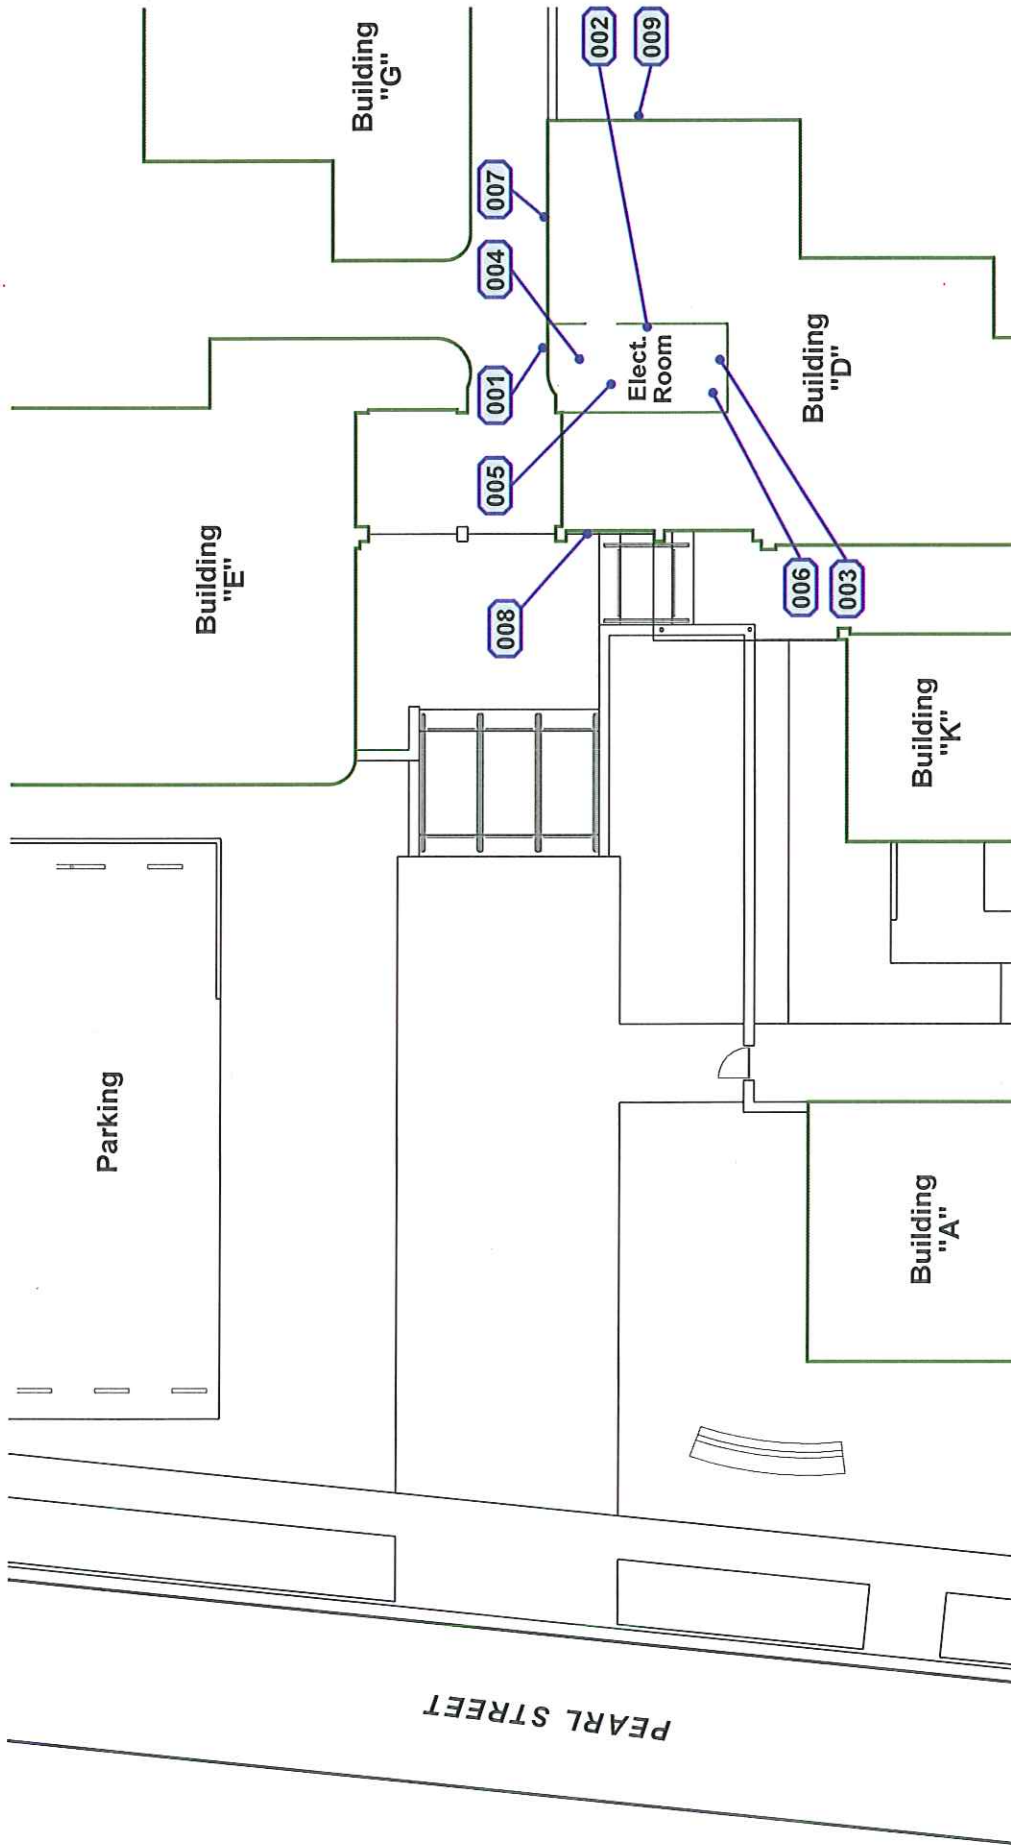 Building
"G"
002
009
007
004
001
005
Elect.
Room
Building
"D"
Building
"E"
008
006
003
Building
"K"
Parking
Building
"A"
PEARL STREET